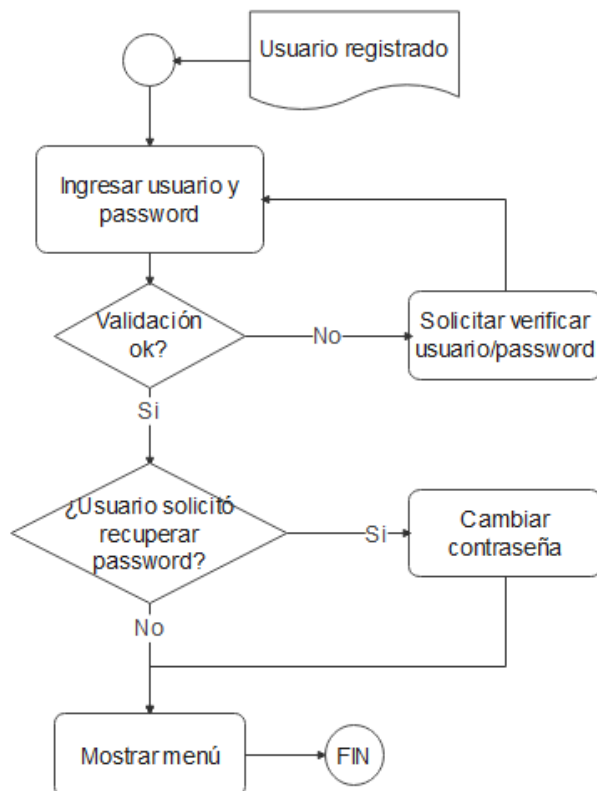 Usuario registrado
Ingresar usuario y
password
Validación
ok?
No
Solicitar verificar
usuario/password
Si
¿Usuario solicitó
recuperar
password?
Si
Cambiar
contraseña
No
Mostrar menú
FIN